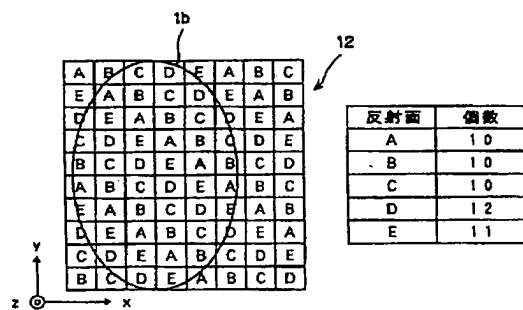 1b
12
A B C D E A B C
E A B C D E A B
D E A B C D E A
C D E A B C D E
B C D E A B C D
A B C D E A B C
E A B C D E A B
D E A B C D E A
C D E A B C D E
B C D E A B C D
反射面 個数
A 10
B 10
C 10
D 12
E 11
y
z x